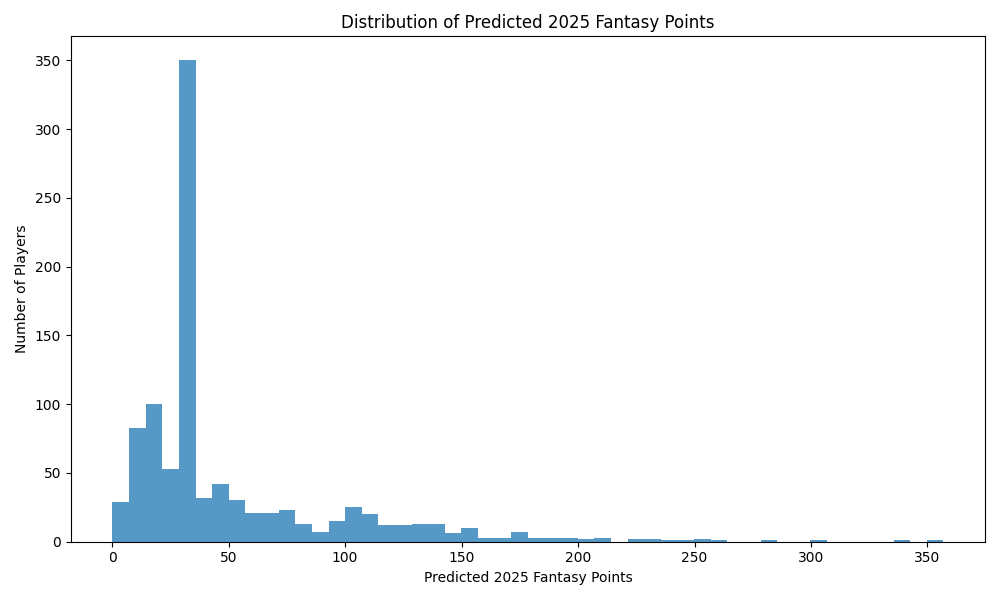 Distribution of Predicted 2025 Fantasy Points
Number of Players
350
300
250
200
150
100
50
0
0 50 100 150 200 250 300 350
Predicted 2025 Fantasy Points